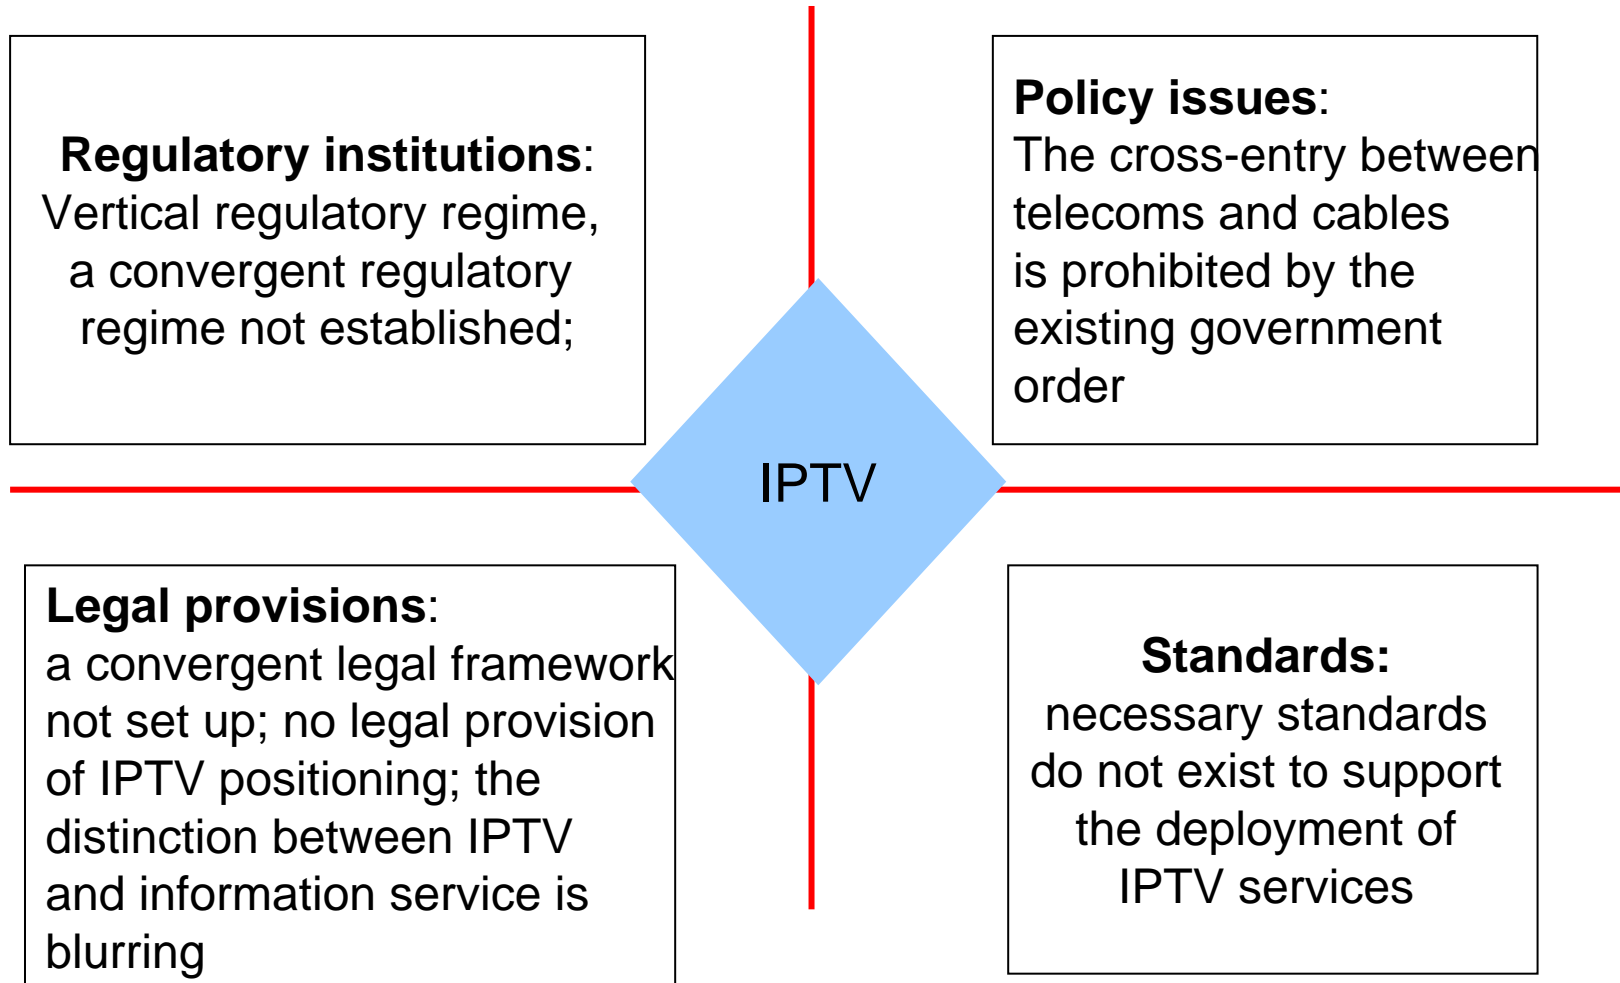 Regulatory institutions:
Vertical regulatory regime,
a convergent regulatory
regime not established;
Policy issues:
The cross-entry between
telecoms and cables
is prohibited by the
existing government
order
IPTV
Legal provisions:
a convergent legal framework
not set up; no legal provision
of IPTV positioning; the
distinction between IPTV
and information service is
blurring
Standards:
necessary standards
do not exist to support
the deployment of
IPTV services